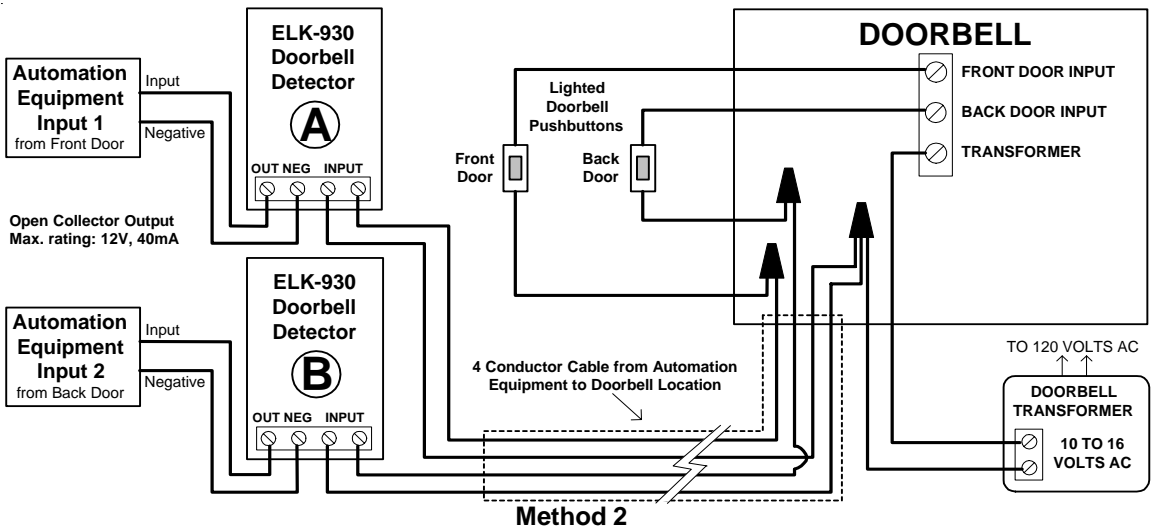 ELK-930
Doorbell
Detector
A
OUT NEG INPUT
Automation
Equipment
Input 1
from Front Door
Input
Negative
Open Collector Output
Max. rating: 12V, 40mA
ELK-930
Doorbell
Detector
B
OUT NEG INPUT
Automation
Equipment
Input 2
from Back Door
Input
Negative
DOORBELL
FRONT DOOR INPUT
BACK DOOR INPUT
TRANSFORMER
Lighted
Doorbell
Pushbuttons
Front
Door
Back
Door
4 Conductor Cable from Automation
Equipment to Doorbell Location
TO 120 VOLTS AC
DOORBELL
TRANSFORMER
10 TO 16
VOLTS AC
Method 2